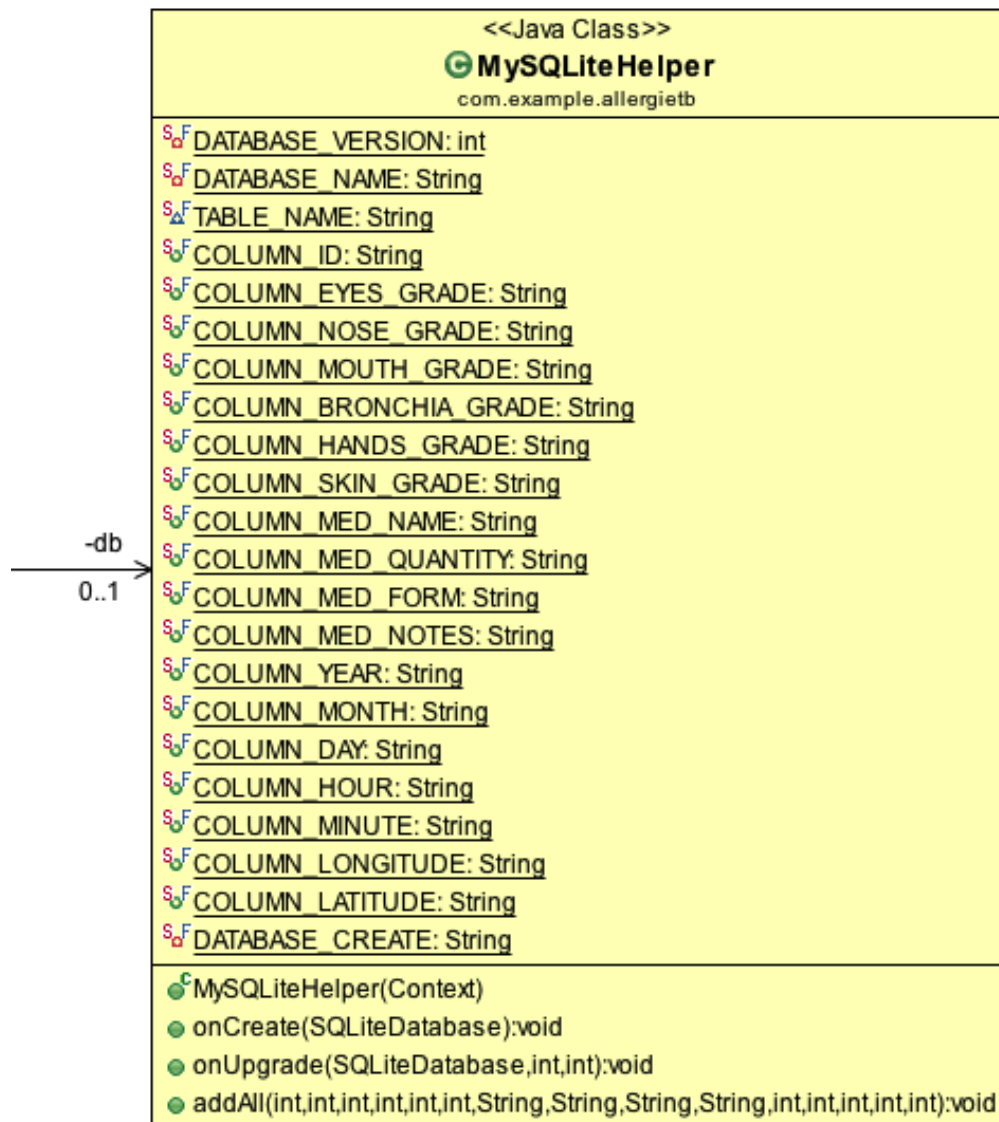 <<Java Class>>
MySQLiteHelper
com.example.allergietb
DATABASE_VERSION: int
DATABASE_NAME: String
TABLE_NAME: String
COLUMN_ID: String
COLUMN_EYES_GRADE: String
COLUMN_NOSE_GRADE: String
COLUMN_MOUTH_GRADE: String
COLUMN_BRONCHIA_GRADE: String
COLUMN_HANDS_GRADE: String
COLUMN_SKIN_GRADE: String
COLUMN_MED_NAME: String
COLUMN_MED_QUANTITY: String
COLUMN_MED_FORM: String
COLUMN_MED_NOTES: String
COLUMN_YEAR: String
COLUMN_MONTH: String
COLUMN_DAY: String
COLUMN_HOUR: String
COLUMN_MINUTE: String
COLUMN_LONGITUDE: String
COLUMN_LATITUDE: String
DATABASE_CREATE: String
MySQLiteHelper(Context)
onCreate(SQLiteDatabase):void
onUpgrade(SQLiteDatabase,int,int):void
addAll(int,int,int,int,int,int,String,String,String,String,int,int,int,int,int):void
-db
0..1